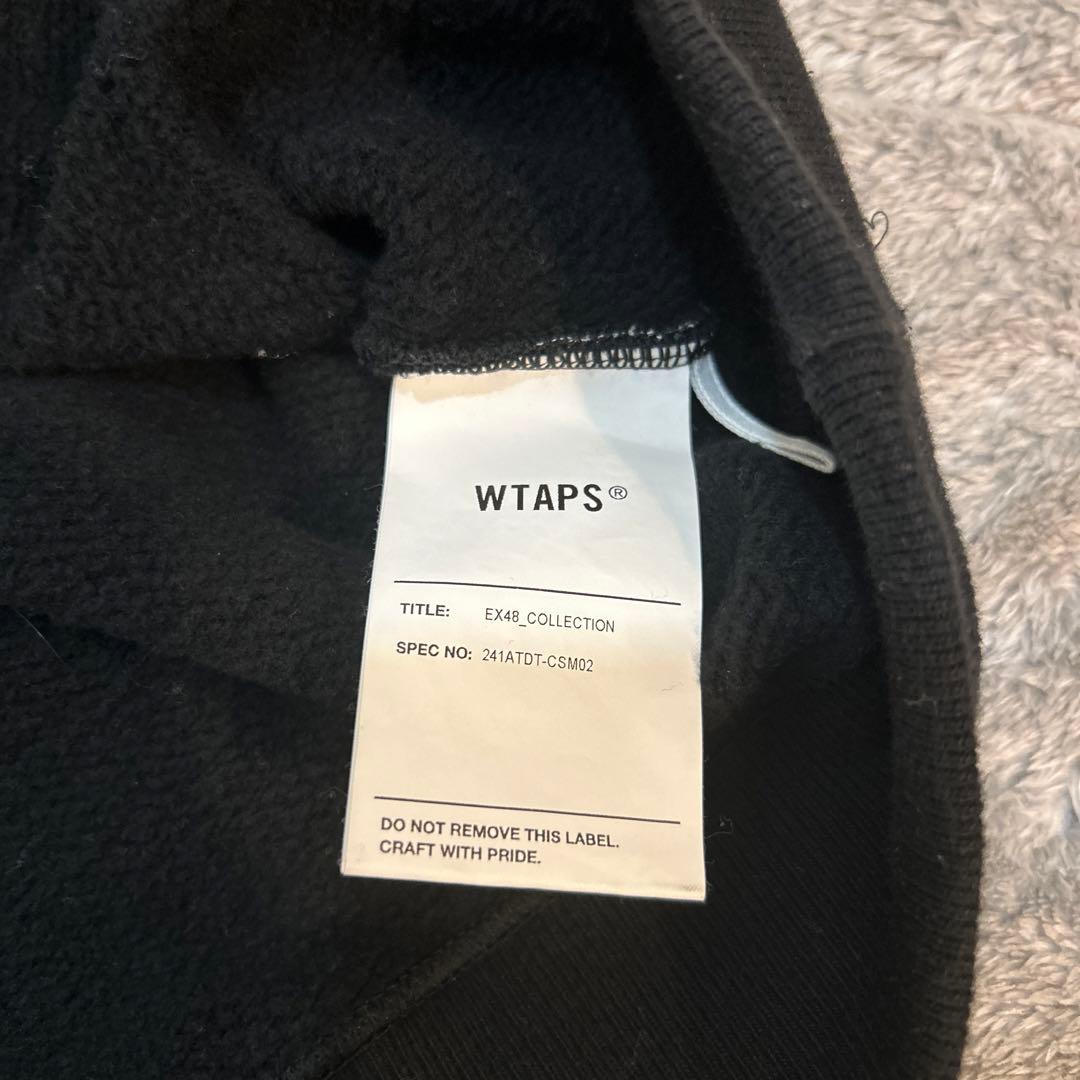 WTAPS®
TITLE: EX48_COLLECTION
SPEC NO: 241ATDT-CSM02
DO NOT REMOVE THIS LABEL.
CRAFT WITH PRIDE.